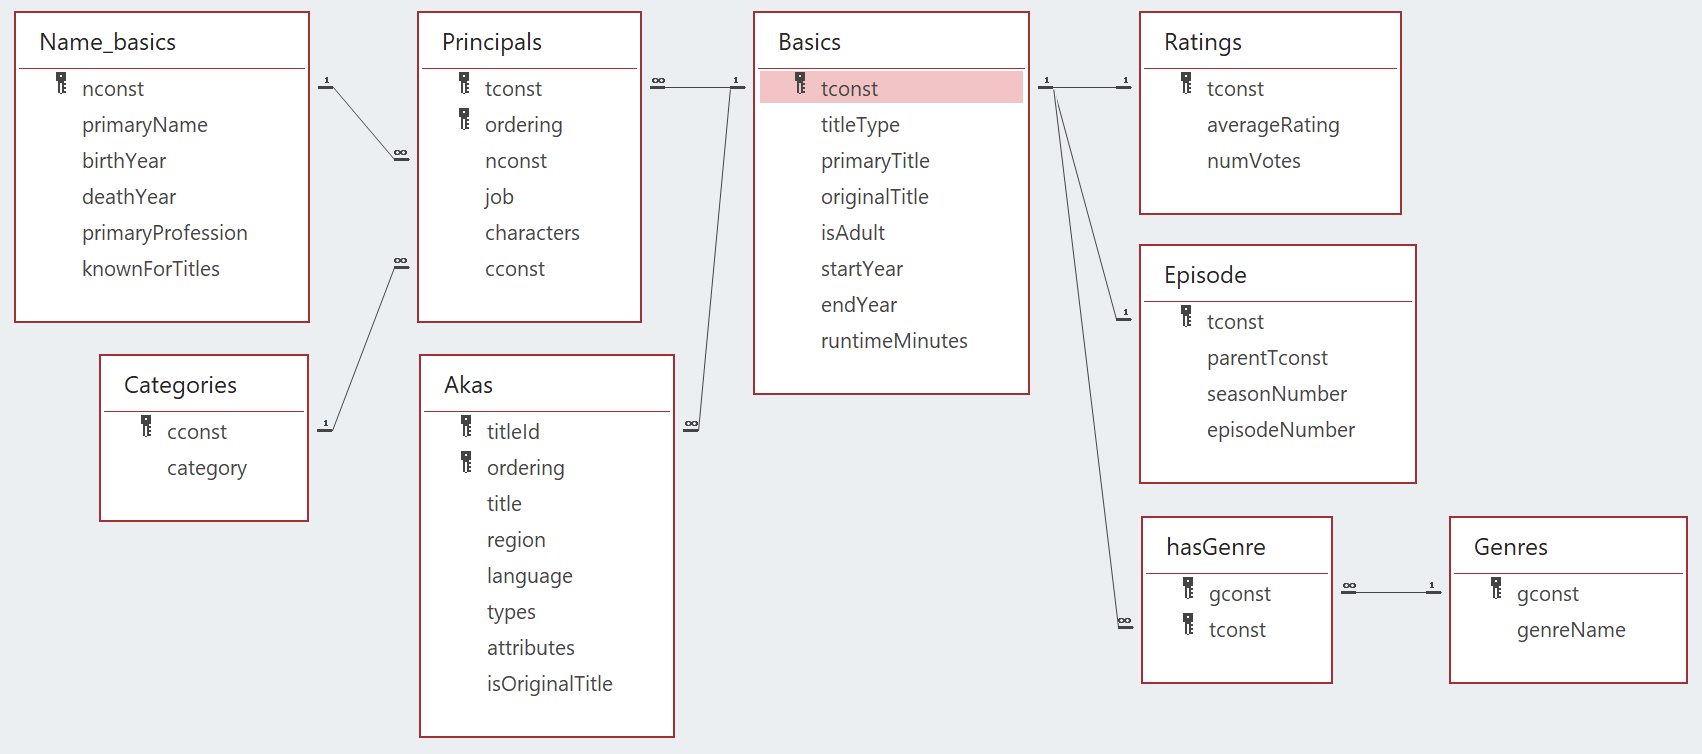 Name_basics
nconst
primaryName
birthYear
deathYear
primaryProfession
knownForTitles
Categories
cconst
category
Principals
tconst
ordering
nconst
job
characters
cconst
Akas
titleId
ordering
title
region
language
types
attributes
isOriginalTitle
Basics
tconst
titleType
primaryTitle
originalTitle
isAdult
startYear
endYear
runtimeMinutes
Ratings
tconst
averageRating
numVotes
Episode
tconst
parentTconst
seasonNumber
episodeNumber
hasGenre
gconst
tconst
Genres
gconst
genreName
1
∞
∞
1
∞
1
∞
1
1
1
∞
∞
1